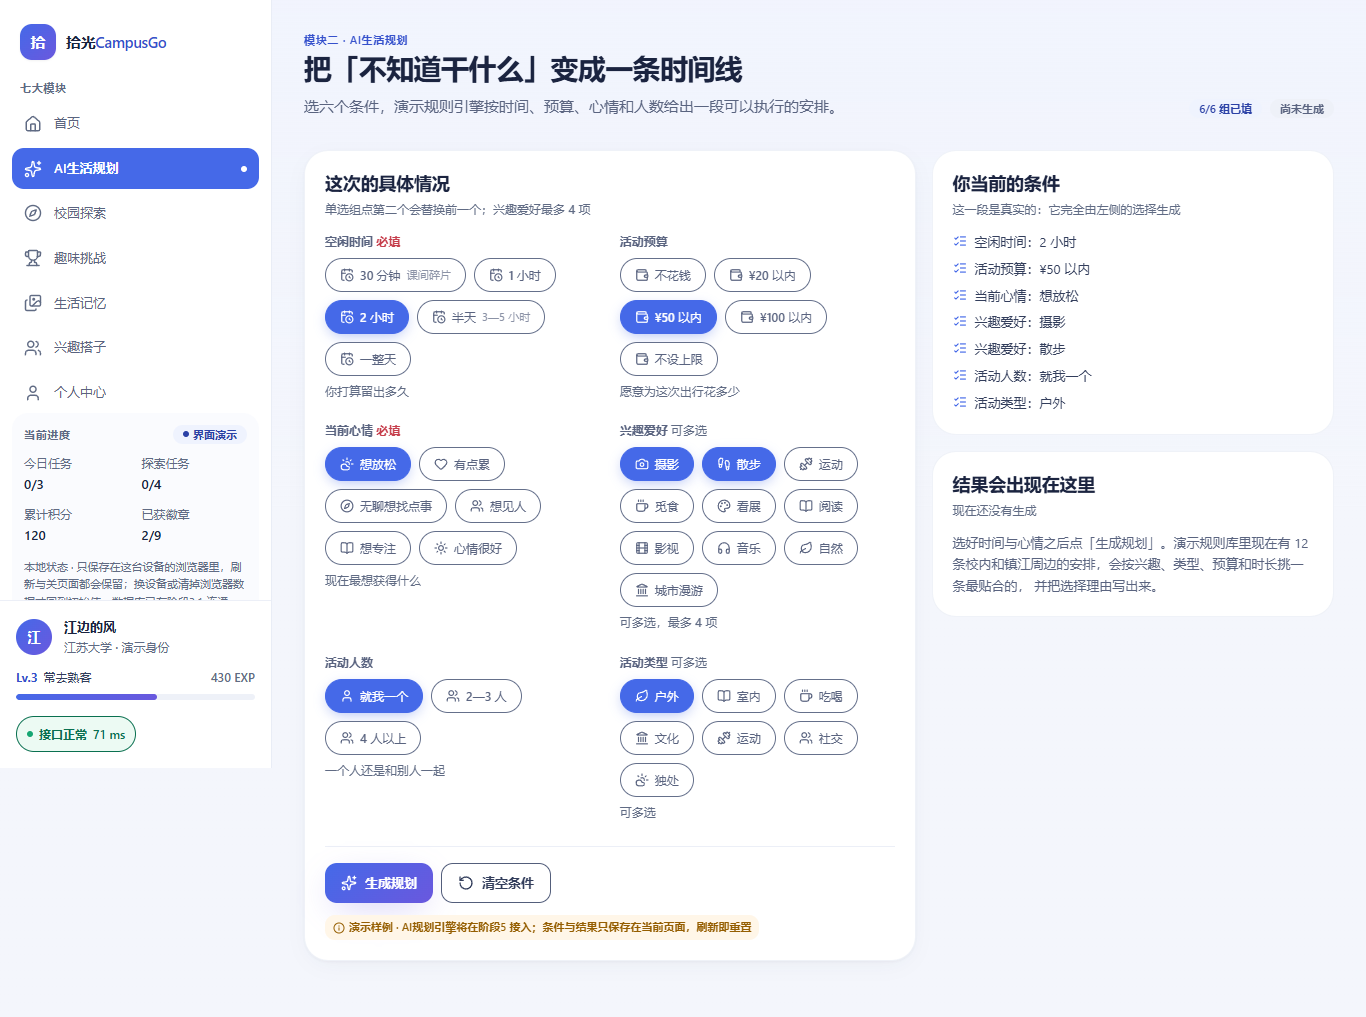 拾 拾光CampusGo
七大模块
首页
AI生活规划
校园探索
趣味挑战
生活记忆
兴趣搭子
个人中心
当前进度 界面演示
今日任务 探索任务
0/3 0/4
累计积分 已获徽章
120 2/9
本地状态 · 只保存在这台设备的浏览器里，刷
新与关页面都会保留；换设备或清掉浏览器数
江 江边的风
江苏大学 · 演示身份
Lv.3 常去熟客 430 EXP
接口正常 71 ms
模块二 · AI生活规划
把「不知道干什么」变成一条时间线
选六个条件，演示规则引擎按时间、预算、心情和人数给出一段可以执行的安排。
6/6 组已填 尚未生成
这次的具体情况
单选组点第二个会替换前一个；兴趣爱好最多 4 项
空闲时间 必填
30 分钟 课间碎片 1 小时
2 小时 半天 3—5 小时
一整天
你打算留出多久
活动预算
不花钱 ¥20 以内
¥50 以内 ¥100 以内
不设上限
愿意为这次出行花多少
当前心情 必填
想放松 有点累
无聊想找点事 想见人
想专注 心情很好
现在最想获得什么
兴趣爱好 可多选
摄影 散步 运动
觅食 看展 阅读
影视 音乐 自然
城市漫游
可多选，最多 4 项
活动人数
就我一个 2—3 人
4 人以上
一个人还是和别人一起
活动类型 可多选
户外 室内 吃喝
文化 运动 社交
独处
可多选
生成规划 清空条件
演示样例 · AI规划引擎将在阶段5 接入；条件与结果只保存在当前页面，刷新即重置
你当前的条件
这一段是真实的：它完全由左侧的选择生成
空闲时间：2 小时
活动预算：¥50 以内
当前心情：想放松
兴趣爱好：摄影
兴趣爱好：散步
活动人数：就我一个
活动类型：户外
结果会出现在这里
现在还没有生成
选好时间与心情之后点「生成规划」。演示规则库里现在有 12
条校内和镇江周边的安排，会按兴趣、类型、预算和时长挑一
条最贴合的， 并把选择理由写出来。